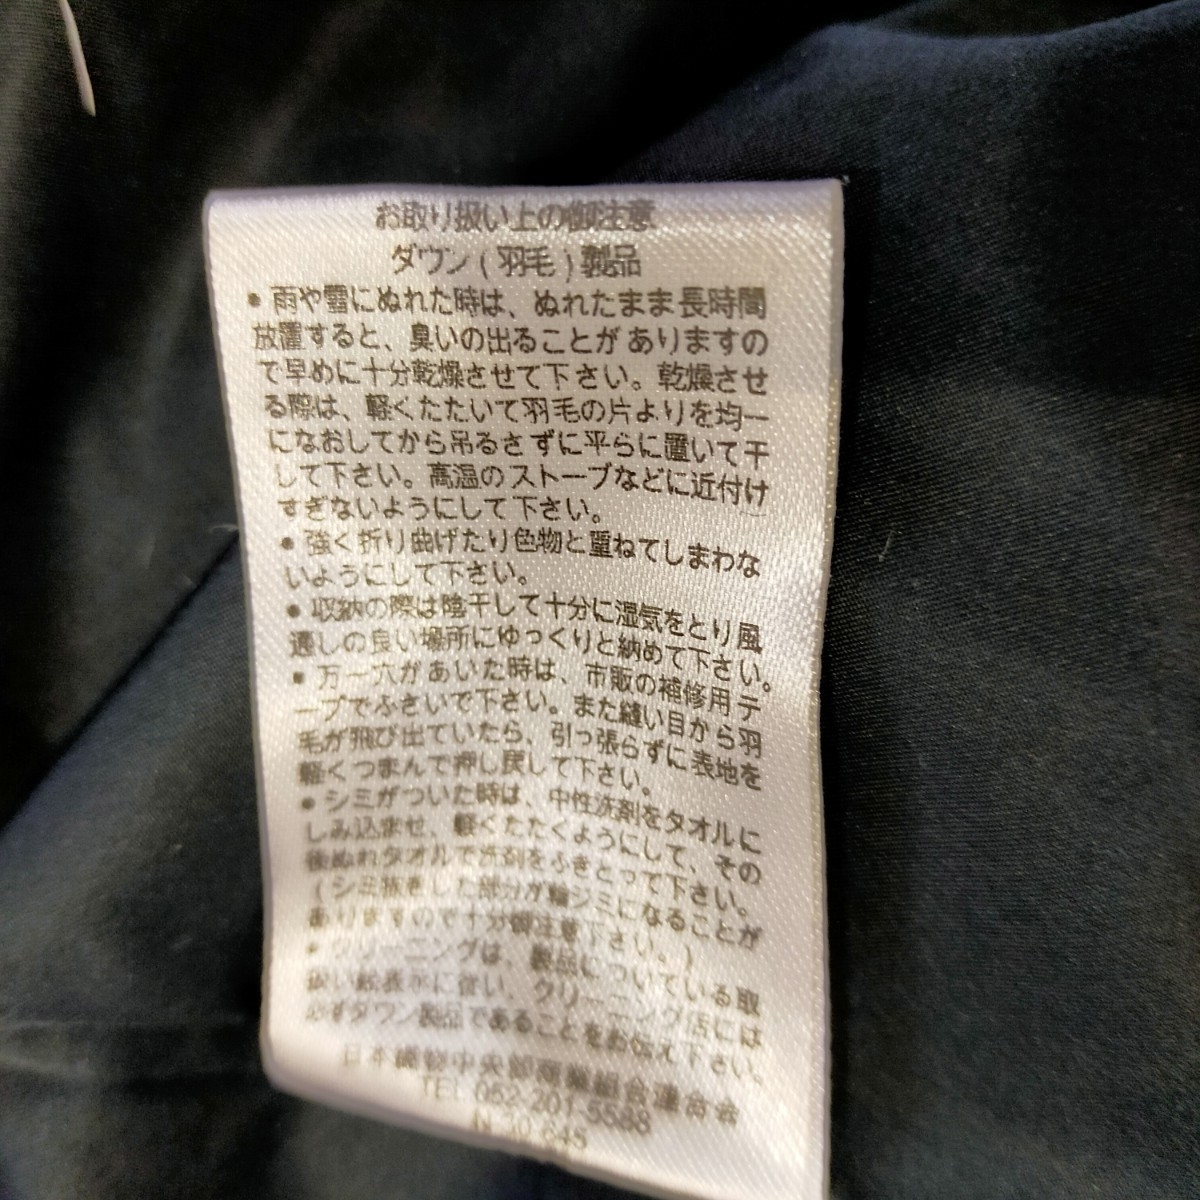 お取り扱い上の御注意
ダウン(羽毛)製品
• 雨や雪にぬれた時は、ぬれたまま長時間
放置すると、臭いの出ることがありますの
で早めに十分乾燥させて下さい。乾燥させ
る際は、軽くたたいて羽毛の片よりを均一
になおしてから吊るさずに平らに置いて干
して下さい。高温のストーブなどに近付け
すぎないようにして下さい。
• 強く折り曲げたり色物と重ねてしまわな
いようにして下さい。
• 収納の際は陰干して十分に湿気をとり風
通しの良い場所にゆっくりと納めて下さい。
• 万一穴があいた時は、市販の補修用テ
ープでふさいで下さい。また縫い目から羽
毛が飛び出ていたら、引っ張らずに表地を
軽くつまんで押し戻して下さい。
• シミがついた時は、中性洗剤をタオルに
しみ込ませ、軽くたたくようにして、その
後ぬれタオルで洗剤をふきとって下さい。
(シミ抜きした部分が輪ジミになることが
ありますので十分御注意下さい。)
• クリーニングは、製品についている取
扱い絵表示に従い、クリーニング店には
必ずダウン製品であることをお伝え下さい。
日本織物中央卸商業組合連合会
TEL 052-201-5588